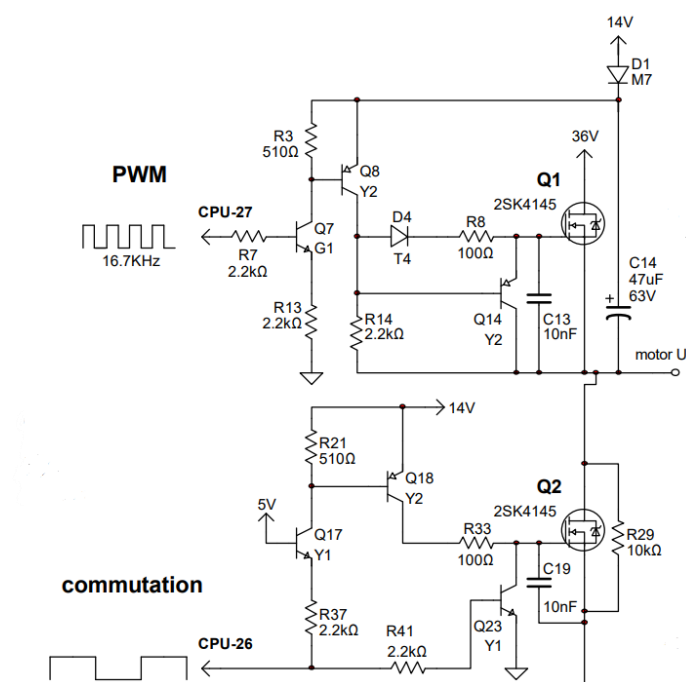 14V
D1
M7
R3
510Ω
36V
PWM
Q8
Y2
Q1
2SK4145
CPU-27
D4
R8
Q7
G1
16.7KHz
R7
2.2kΩ
T4
100Ω
C14
47uF
63V
+
R13
2.2kΩ
R14
2.2kΩ
Q14
Y2
C13
10nF
motor U
14V
R21
510Ω
Q18
Y2
Q2
2SK4145
5V
Q17
Y1
R33
100Ω
R29
10kΩ
C19
10nF
commutation
R37
2.2kΩ
Q23
Y1
CPU-26
R41
2.2kΩ